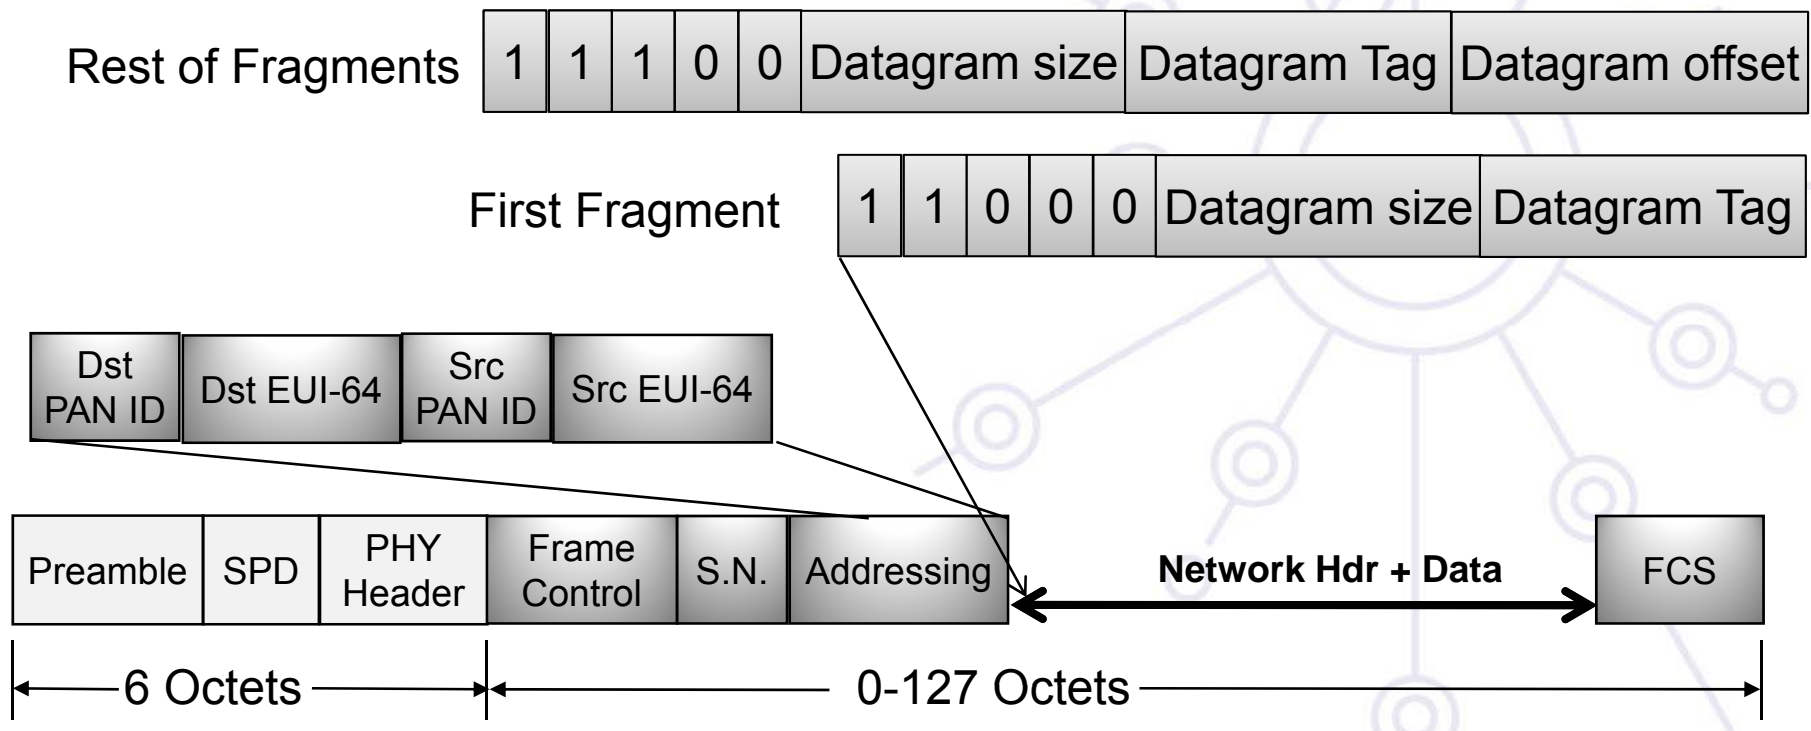 Rest of Fragments 1 1 1 0 0 Datagram size Datagram Tag Datagram offset
First Fragment 1 1 0 0 0 Datagram size Datagram Tag
Dst PAN ID Dst EUI-64 Src PAN ID Src EUI-64
Preamble SPD PHY Header Frame Control S.N. Addressing Network Hdr + Data FCS
6 Octets 0-127 Octets